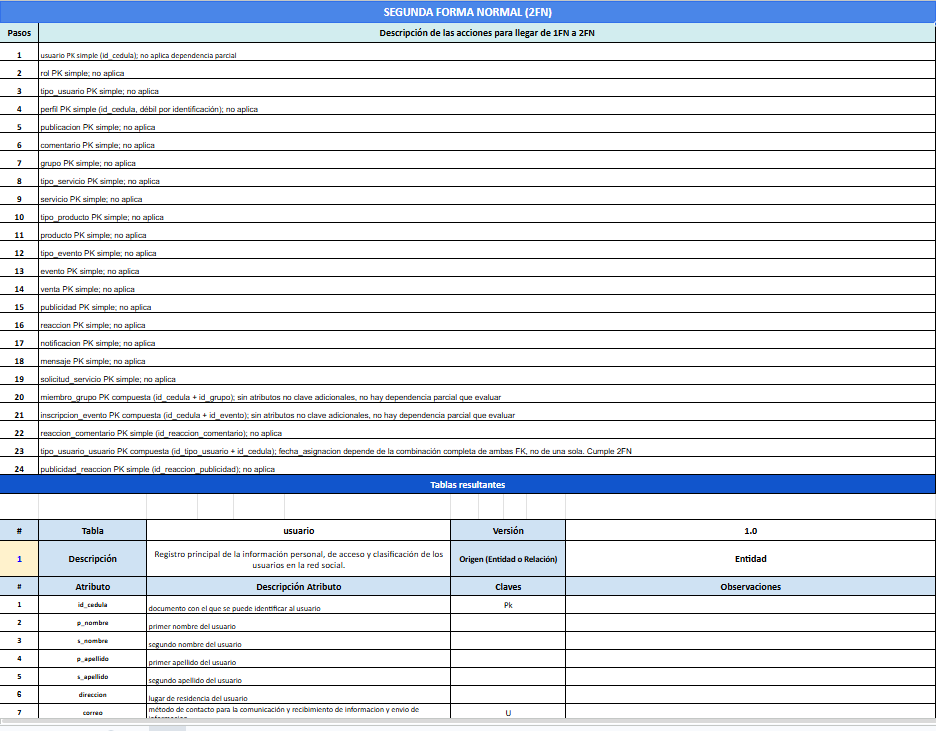 SEGUNDA FORMA NORMAL (2FN)
Pasos Descripción de las acciones para llegar de 1FN a 2FN
1 usuario PK simple (id_cedula); no aplica dependencia parcial
2 rol PK simple; no aplica
3 tipo_usuario PK simple; no aplica
4 perfil PK simple (id_cedula, débil por identificación); no aplica
5 publicacion PK simple; no aplica
6 comentario PK simple; no aplica
7 grupo PK simple; no aplica
8 tipo_servicio PK simple; no aplica
9 servicio PK simple; no aplica
10 tipo_producto PK simple; no aplica
11 producto PK simple; no aplica
12 tipo_evento PK simple; no aplica
13 evento PK simple; no aplica
14 venta PK simple; no aplica
15 publicidad PK simple; no aplica
16 reaccion PK simple; no aplica
17 notificacion PK simple; no aplica
18 mensaje PK simple; no aplica
19 solicitud_servicio PK simple; no aplica
20 miembro_grupo PK compuesta (id_cedula + id_grupo); sin atributos no clave adicionales, no hay dependencia parcial que evaluar
21 inscripcion_evento PK compuesta (id_cedula + id_evento); sin atributos no clave adicionales, no hay dependencia parcial que evaluar
22 reaccion_comentario PK simple (id_reaccion_comentario); no aplica
23 tipo_usuario_usuario PK compuesta (id_tipo_usuario + id_cedula); fecha_asignacion depende de la combinación completa de ambas FK, no de una sola. Cumple 2FN
24 publicidad_reaccion PK simple (id_reaccion_publicidad); no aplica
Tablas resultantes
# Tabla usuario Versión 1.0
1 Descripción Registro principal de la información personal, de acceso y clasificación de los usuarios en la red social. Origen (Entidad o Relación) Entidad
# Atributo Descripción Atributo Claves Observaciones
1 id_cedula documento con el que se puede identificar al usuario Pk
2 p_nombre primer nombre del usuario
3 s_nombre segundo nombre del usuario
4 p_apellido primer apellido del usuario
5 s_apellido segundo apellido del usuario
6 direccion lugar de residencia del usuario
7 correo método de contacto para la comunicación y recibimiento de informacion y envio de U